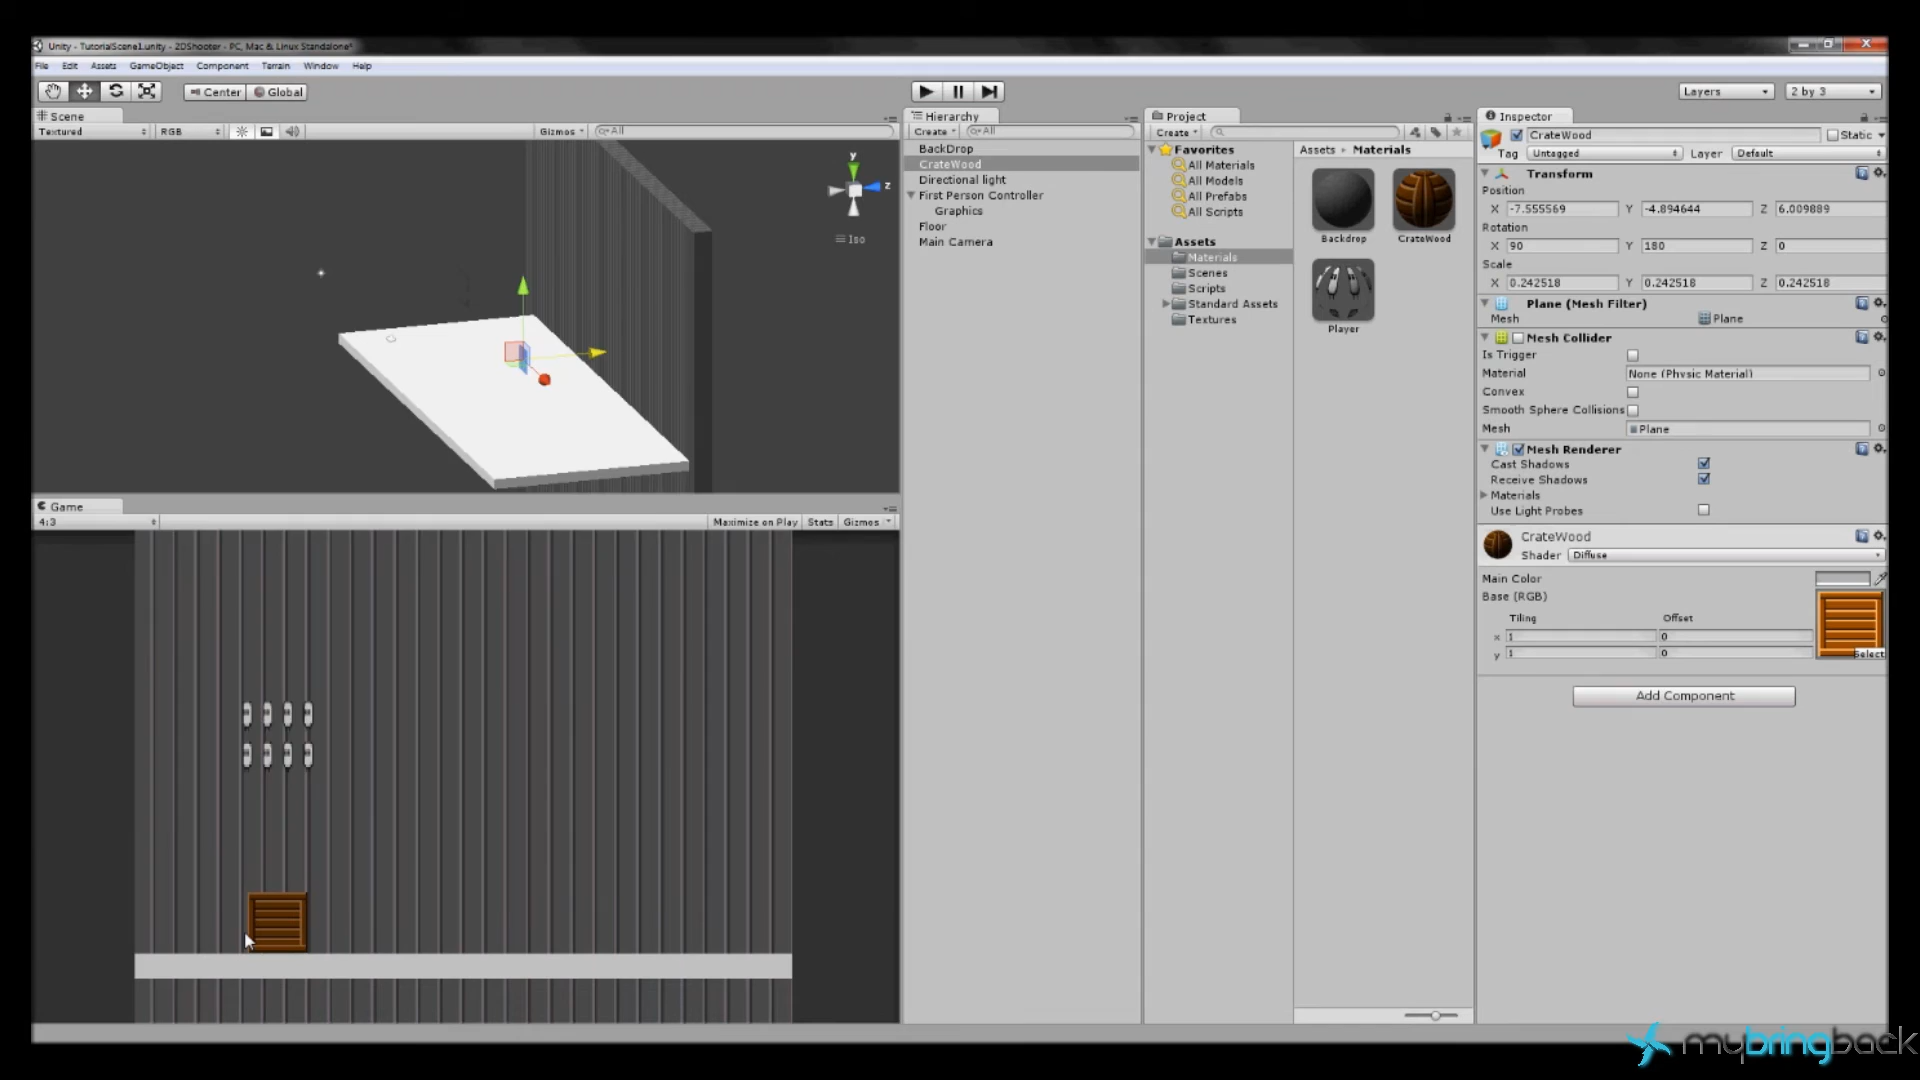 Unity - TutorialScene1.unity - 2DShooter - PC, Mac & Linux Standalone*
File Edit Assets GameObject Component Terrain Window Help
Center Global
Layers 2 by 3
Scene
Textured RGB Gizmos All
y
z
Iso
Game
4:3 Maximize on Play Stats Gizmos
Hierarchy
Create All
BackDrop
CrateWood
Directional light
First Person Controller
Graphics
Floor
Main Camera
Project
Create
Favorites
All Materials
All Models
All Prefabs
All Scripts
Assets
Materials
Scenes
Scripts
Standard Assets
Textures
Assets Materials
Backdrop CrateWood
Player
Inspector
CrateWood Static
Tag Untagged Layer Default
Transform
Position
X -7.555569 Y -4.894644 Z 6.009889
Rotation
X 90 Y 180 Z 0
Scale
X 0.242518 Y 0.242518 Z 0.242518
Plane (Mesh Filter)
Mesh Plane
Mesh Collider
Is Trigger
Material None (Physic Material)
Convex
Smooth Sphere Collisions
Mesh Plane
Mesh Renderer
Cast Shadows
Receive Shadows
Materials
Use Light Probes
CrateWood
Shader Diffuse
Main Color
Base (RGB)
Tiling Offset
x 1 0
y 1 0
Select
Add Component
mybringback